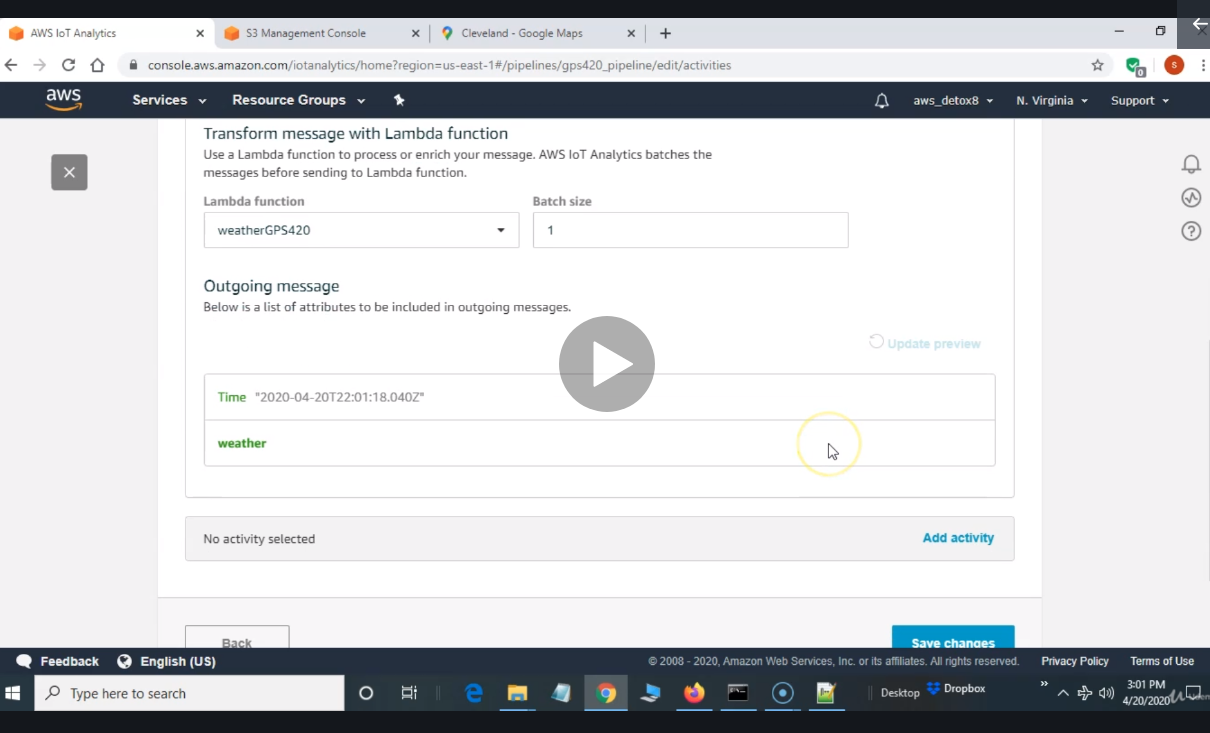 AWS IoT Analytics
S3 Management Console
Cleveland - Google Maps
console.aws.amazon.com/iotanalytics/home?region=us-east-1#/pipelines/gps420_pipeline/edit/activities
0
S
aws
Services
Resource Groups
aws_detox8
N. Virginia
Support
Transform message with Lambda function
Use a Lambda function to process or enrich your message. AWS IoT Analytics batches the
messages before sending to Lambda function.
Lambda function
Batch size
weatherGPS420
1
Outgoing message
Below is a list of attributes to be included in outgoing messages.
Update preview
Time "2020-04-20T22:01:18.040Z"
weather
No activity selected
Add activity
Back
Save changes
Feedback
English (US)
© 2008 - 2020, Amazon Web Services, Inc. or its affiliates. All rights reserved.
Privacy Policy
Terms of Use
Type here to search
Desktop
Dropbox
3:01 PM
4/20/2020